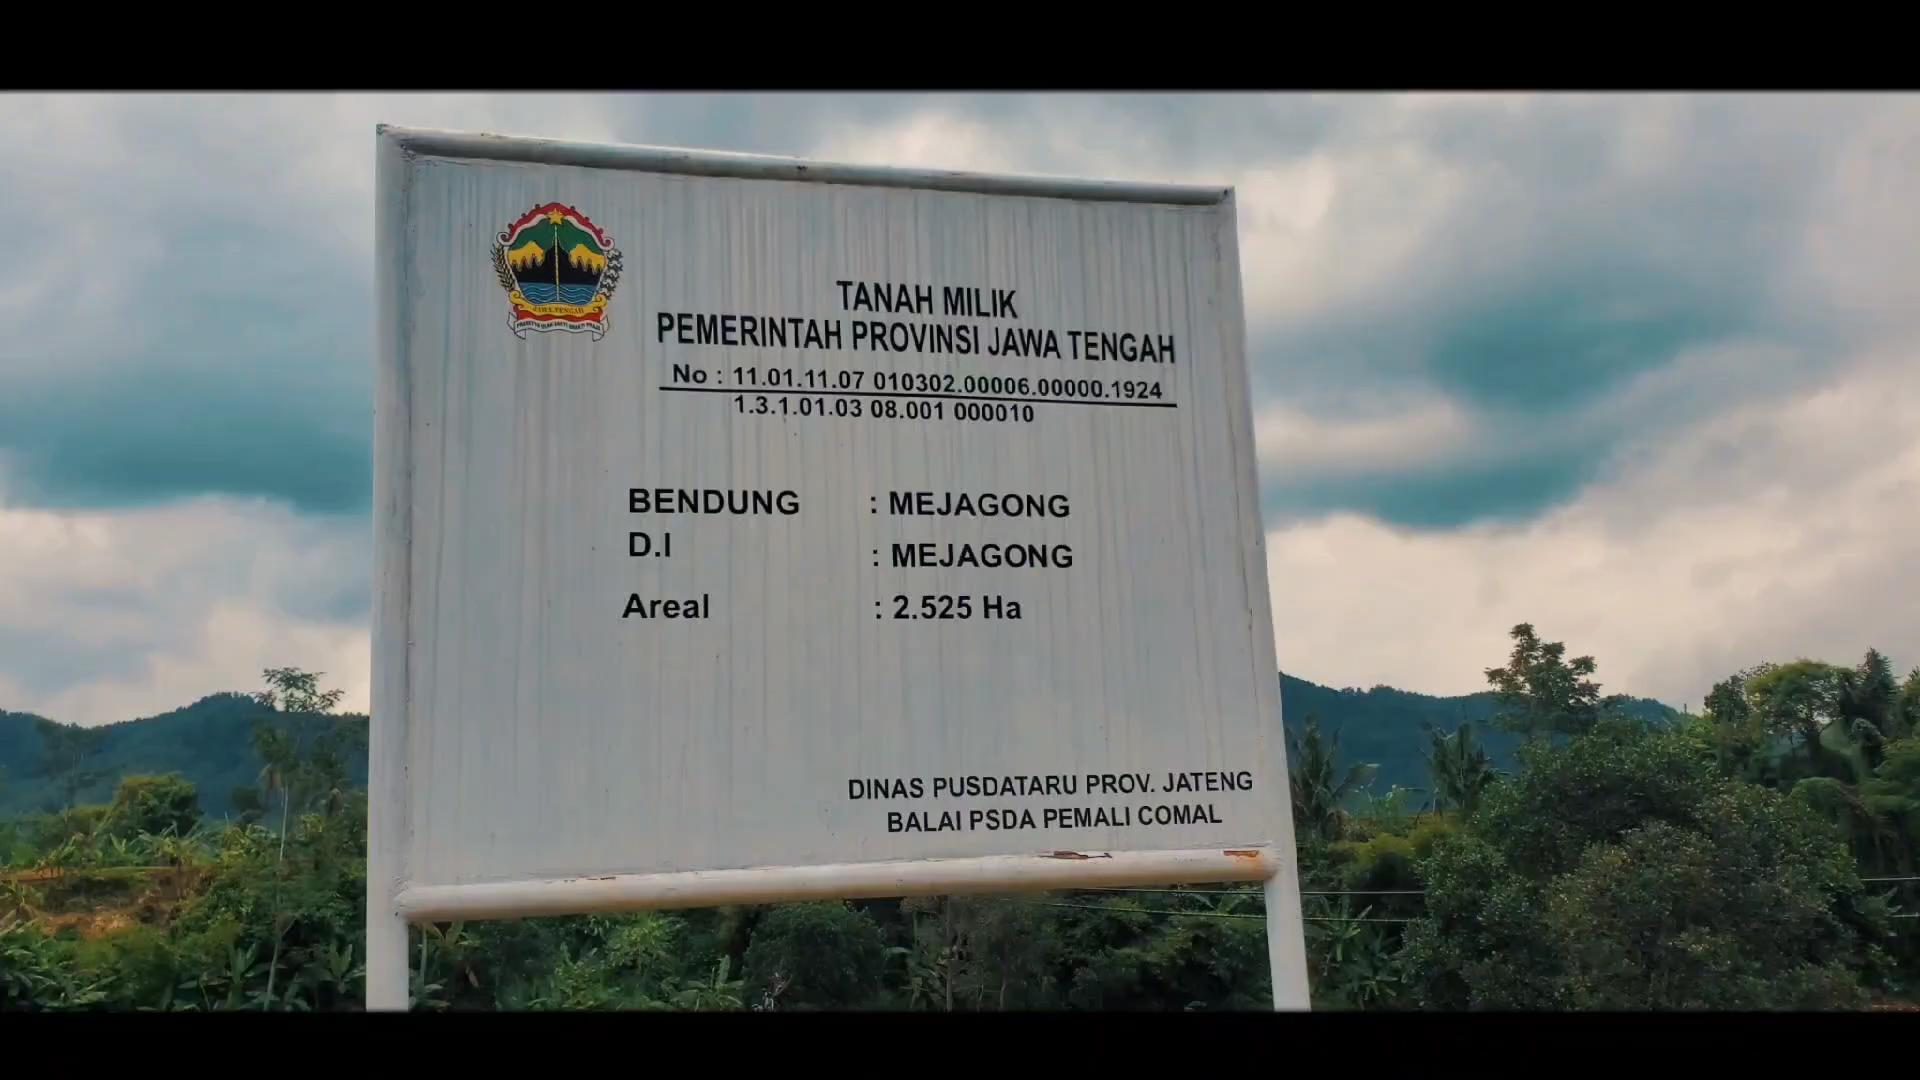 JAWA TENGAH
TANAH MILIK
PEMERINTAH PROVINSI JAWA TENGAH
No : 11.01.11.07 010302.00006.00000.1924
1.3.1.01.03 08.001 000010
BENDUNG : MEJAGONG
D.I : MEJAGONG
Areal : 2.525 Ha
DINAS PUSDATARU PROV. JATENG
BALAI PSDA PEMALI COMAL